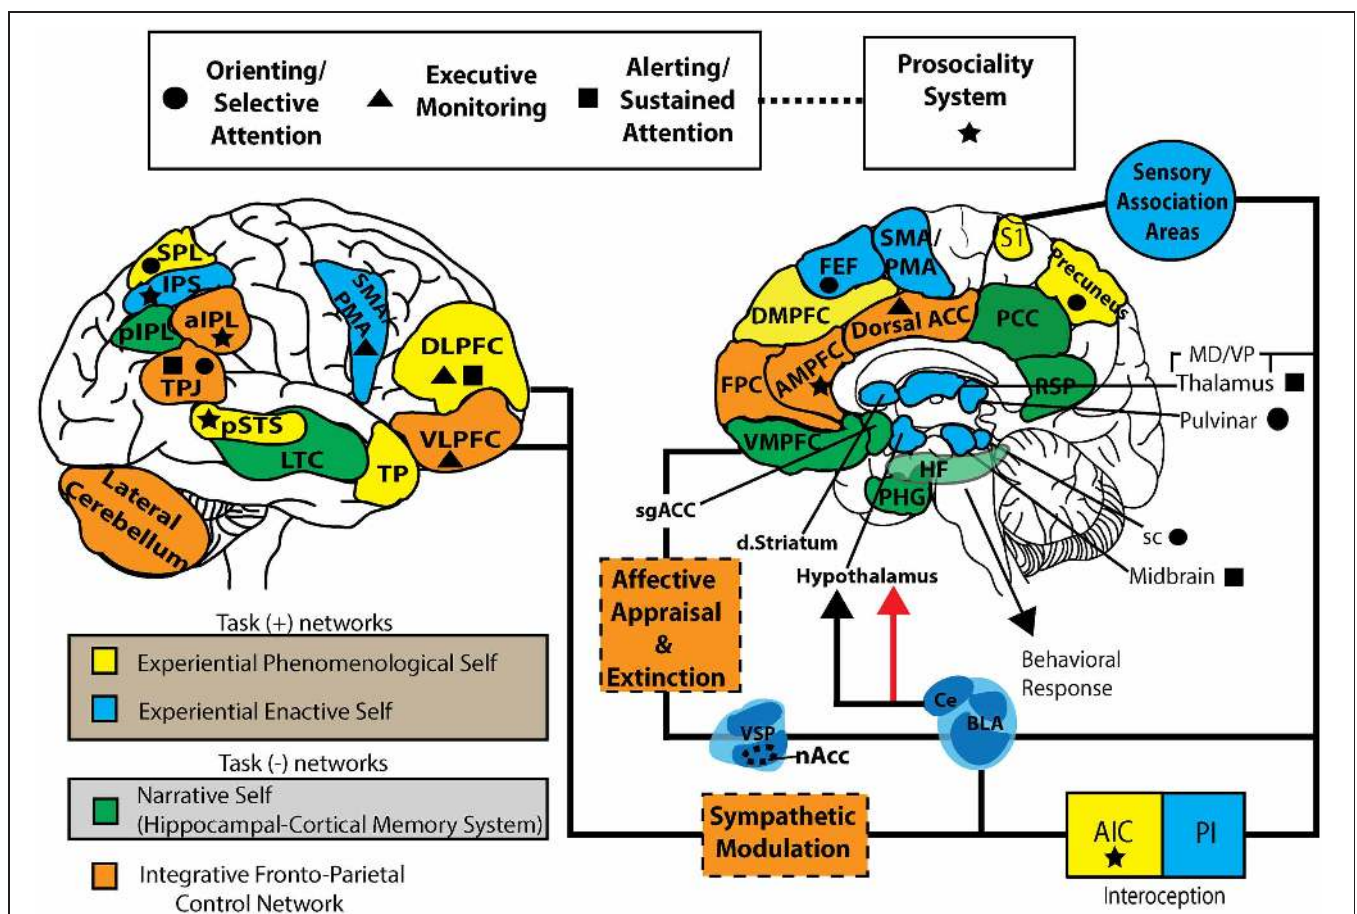 Orienting/
Selective
Attention
Executive
Monitoring
Alerting/
Sustained
Attention
Prosociality
System
Sensory
Association
Areas
SPL
IPS
pIPL
aIPL
TPJ
SMA/
PMA
DLPFC
VLPFC
pSTS
LTC
TP
Lateral
Cerebellum
FEF
SMA/
PMA
S1
Precuneus
DMPFC
Dorsal ACC
PCC
FPC
AMPFC
RSP
VMPFC
HF
PHG
MD/VP
Thalamus
Pulvinar
sgACC
d.Striatum
Hypothalamus
sc
Midbrain
Affective
Appraisal
&
Extinction
Behavioral
Response
Ce
BLA
VSP
nAcc
Sympathetic
Modulation
AIC
PI
Interoception
Task (+) networks
Experiential Phenomenological Self
Experiential Enactive Self
Task (-) networks
Narrative Self
(Hippocampal-Cortical Memory System)
Integrative Fronto-Parietal
Control Network